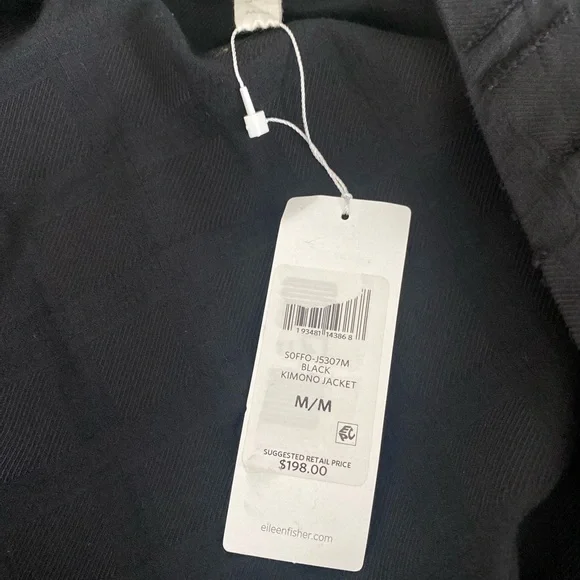 1 93481 14386 8
S0FFO-J5307M
BLACK
KIMONO JACKET
M/M
SUGGESTED RETAIL PRICE
$198.00
eileenfisher.com